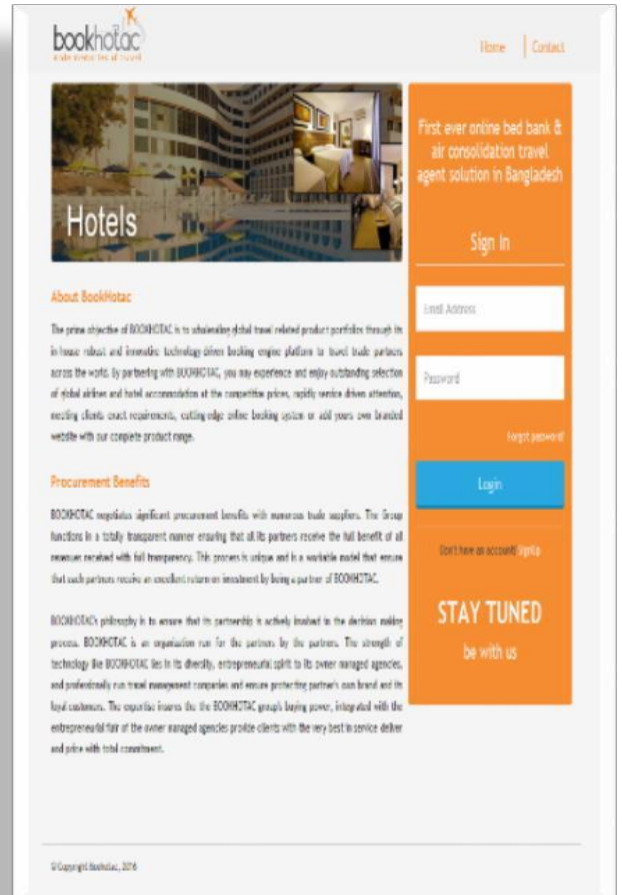 bookhotac
Home
Contact
Hotels
First ever online bed bank &
air consolidation travel
agent solution in Bangladesh
Sign In
Email Address
Password
Forgot password?
Login
Don't have an account? SignUp
STAY TUNED
be with us
About BookHotac
The prime objective of BOOKHOTAC is to wholesaling global travel related product portfolios through its
in-house robust and innovative technology-driven booking engine platform to travel trade partners
across the world. By partnering with BOOKHOTAC, you may experience and enjoy outstanding selection
of global airlines and hotel accommodation at the competitive prices, rapidly service driven attention,
meeting clients exact requirements, cutting-edge online booking system or add yours own branded
website with our complete product range.
Procurement Benefits
BOOKHOTAC negotiates significant procurement benefits with numerous trade suppliers. The Group
functions in a totally transparent manner ensuring that all its partners receive the full benefit of all
revenues received with full transparency. This process is unique and is a workable model that ensure
that each partners receive an excellent return on investment by being a partner of BOOKHOTAC.
BOOKHOTAC's philosophy is to ensure that its partnership is actively involved in the decision making
process. BOOKHOTAC is an organization run for the partners by the partners. The strength of
technology like BOOKHOTAC lies in its diversity, entrepreneurial spirit to its owner managed agencies,
and professionally run travel management companies and ensure protecting partner's own brand and its
loyal customers. The expertise insures the the BOOKHOTAC group's buying power, integrated with the
entrepreneurial flair of the owner managed agencies provide clients with the very best in service deliver
and price with total commitment.
© Copyright Bookhotac, 2016